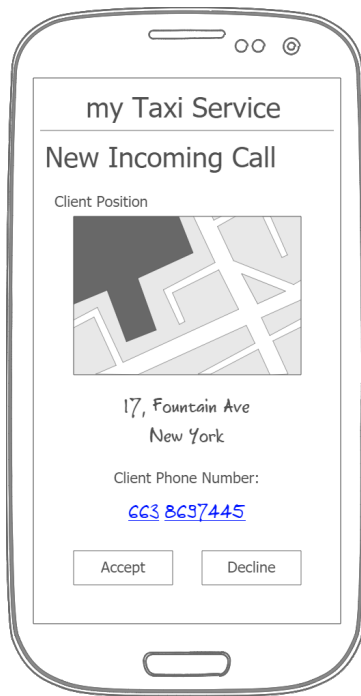 my Taxi Service
New Incoming Call
Client Position
17, Fountain Ave
New York
Client Phone Number:
663 8697445
Accept Decline